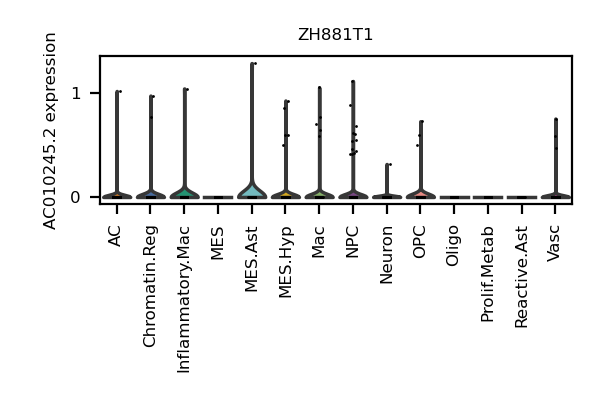 ZH881T1
AC010245.2 expression
1
0
AC
Chromatin.Reg
Inflammatory.Mac
MES
MES.Ast
MES.Hyp
Mac
NPC
Neuron
OPC
Oligo
Prolif.Metab
Reactive.Ast
Vasc